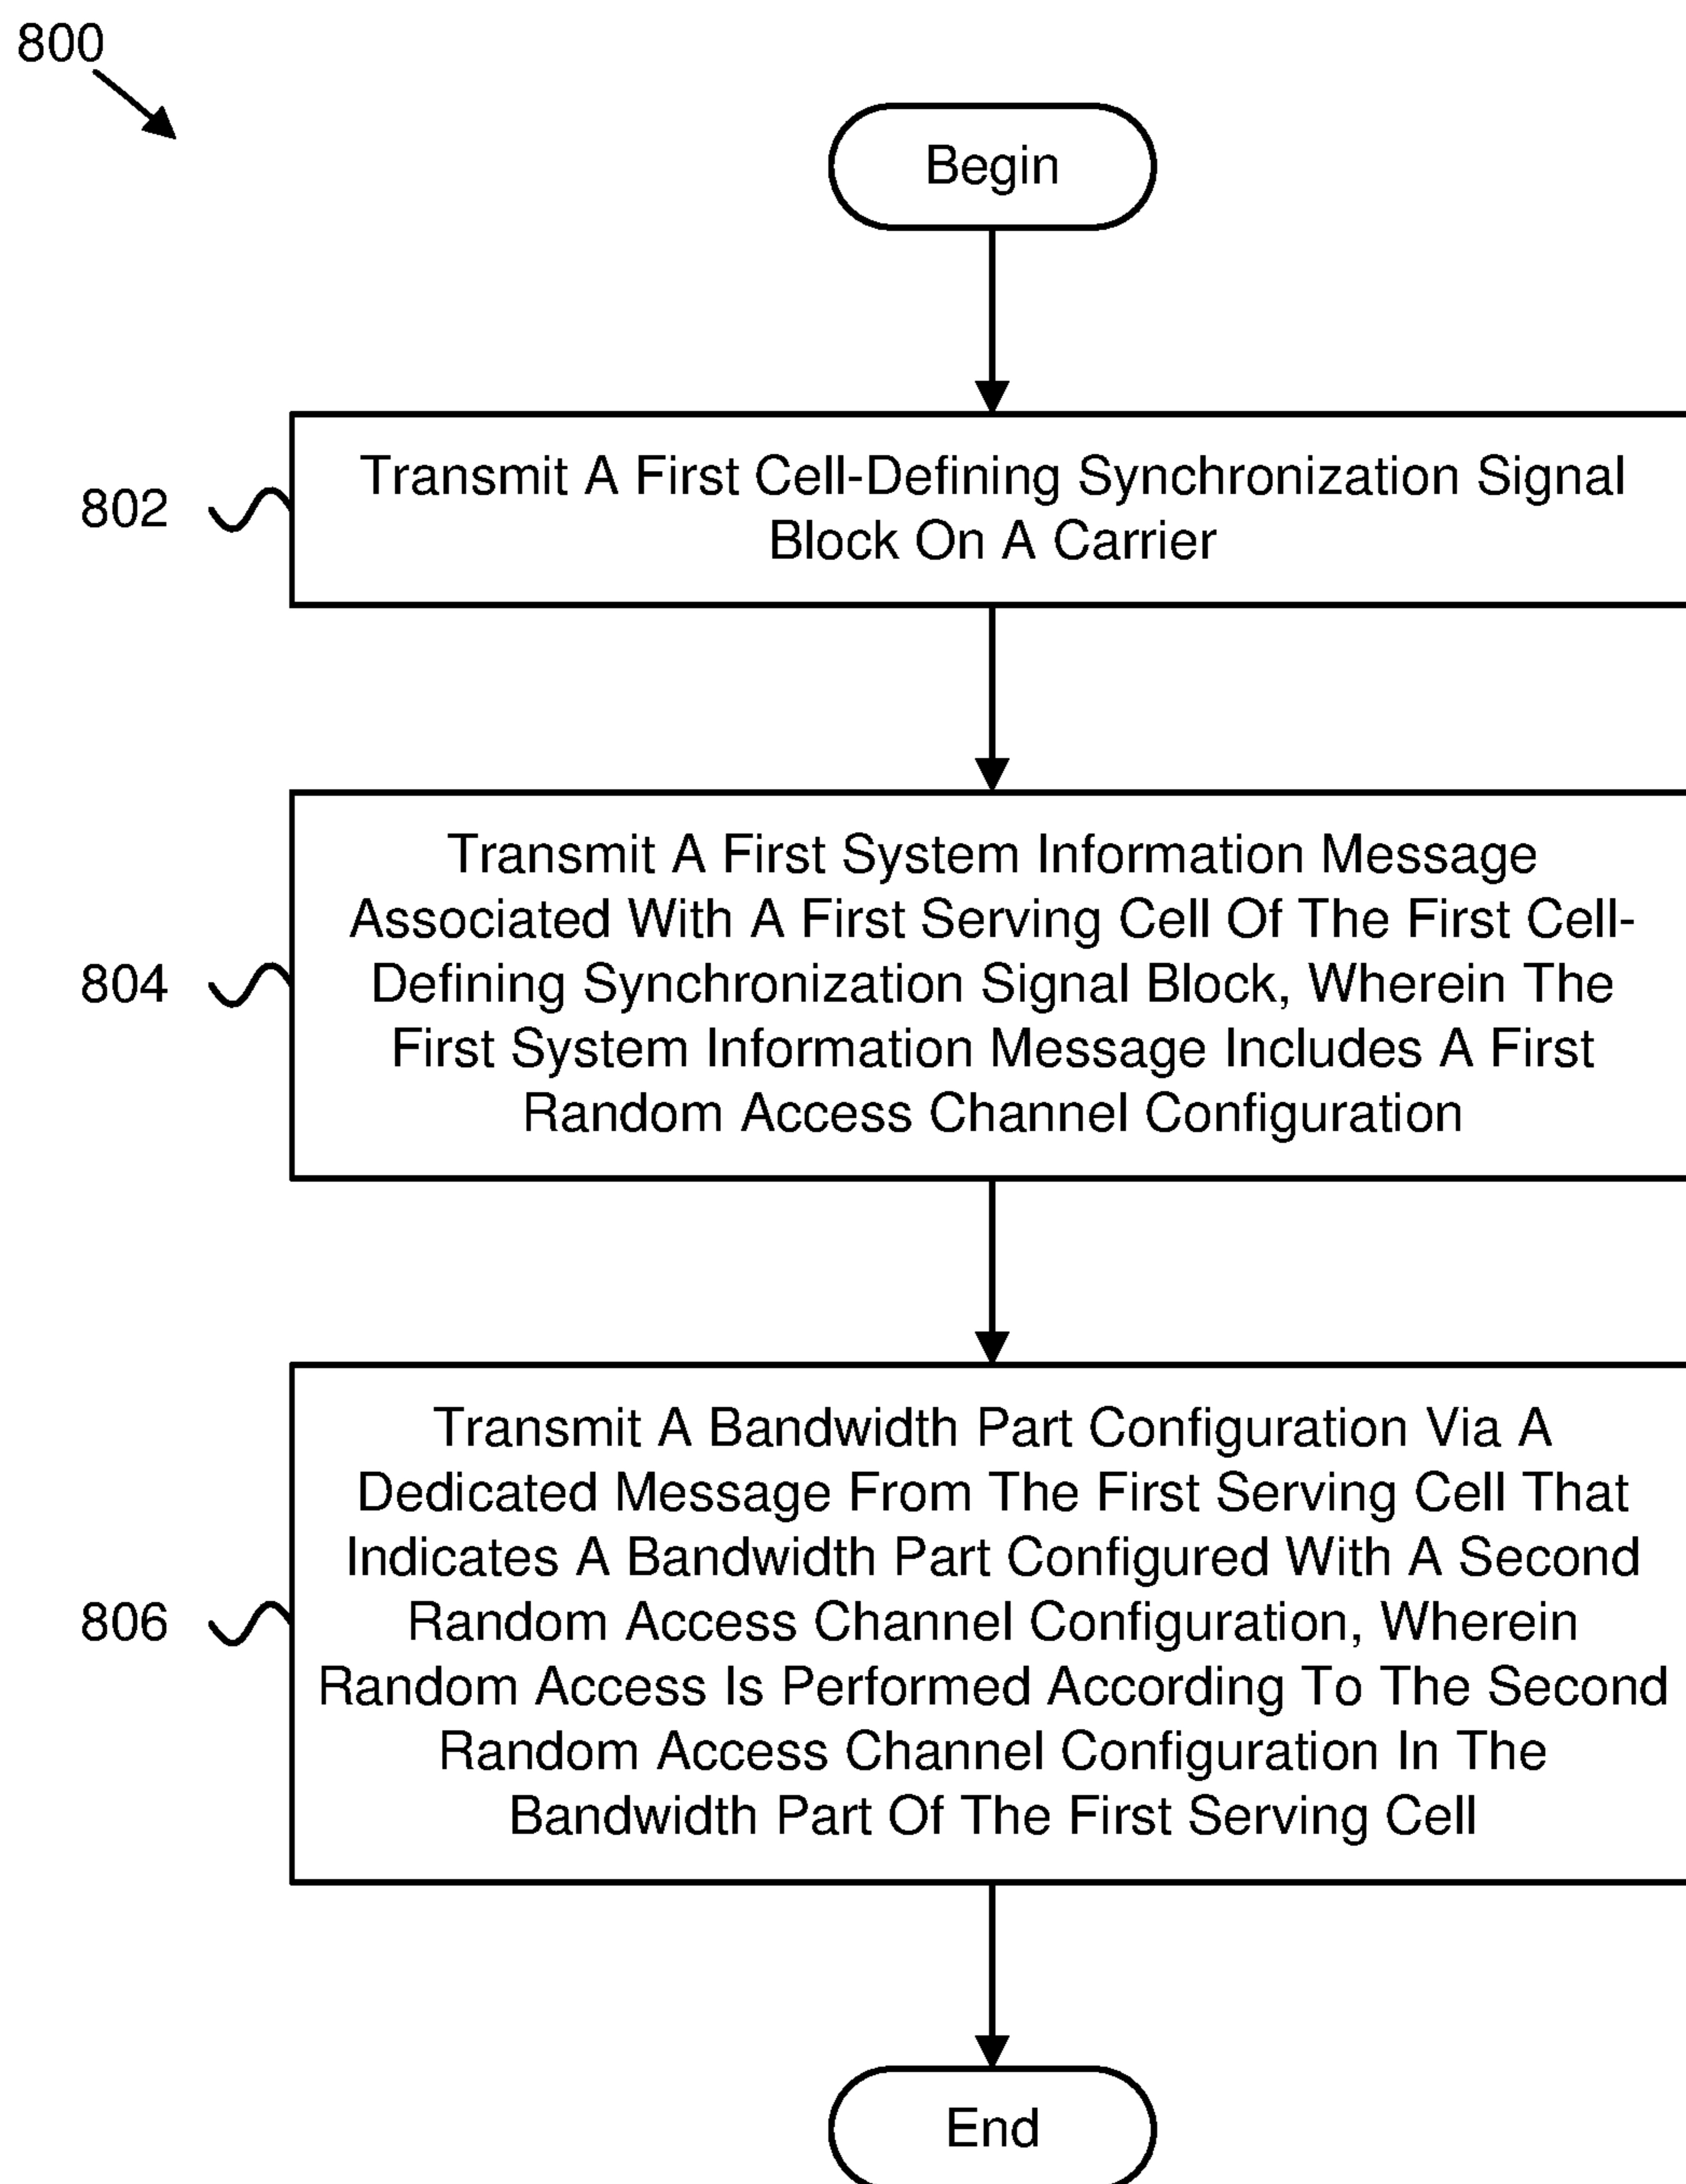 800
Begin
802
Transmit A First Cell-Defining Synchronization Signal
Block On A Carrier
804
Transmit A First System Information Message
Associated With A First Serving Cell Of The First Cell-
Defining Synchronization Signal Block, Wherein The
First System Information Message Includes A First
Random Access Channel Configuration
806
Transmit A Bandwidth Part Configuration Via A
Dedicated Message From The First Serving Cell That
Indicates A Bandwidth Part Configured With A Second
Random Access Channel Configuration, Wherein
Random Access Is Performed According To The Second
Random Access Channel Configuration In The
Bandwidth Part Of The First Serving Cell
End